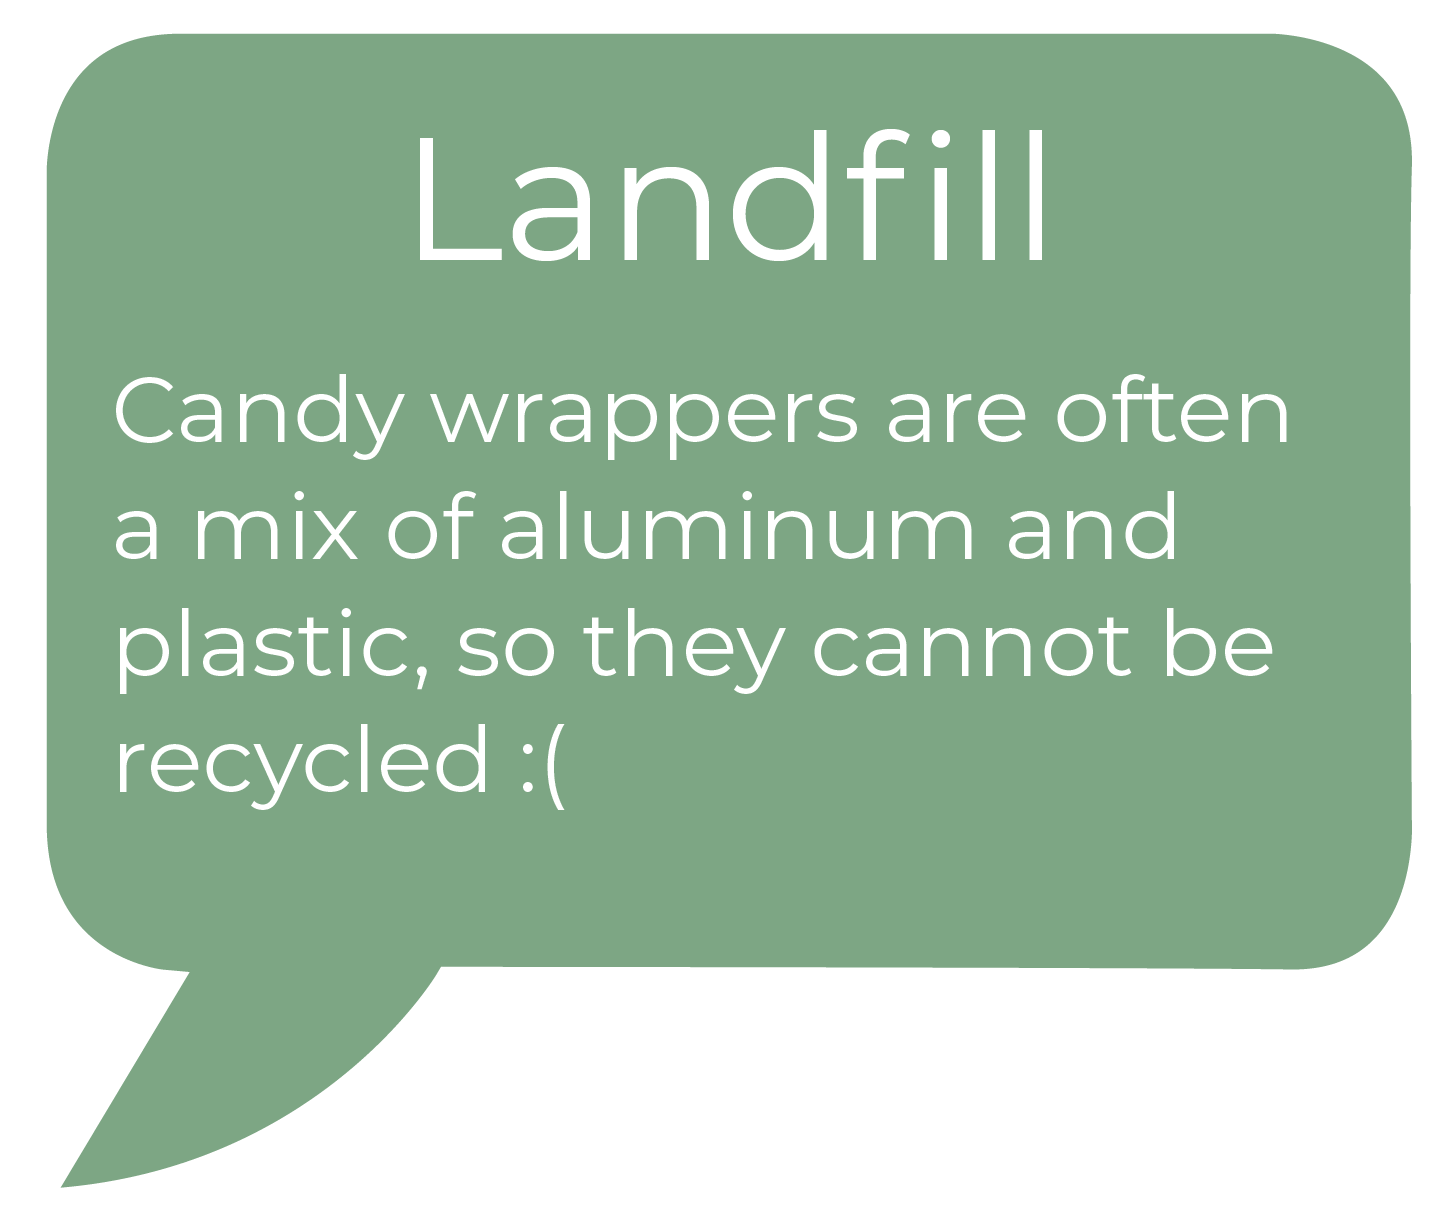 Landfill
Candy wrappers are often
a mix of aluminum and
plastic, so they cannot be
recycled :(